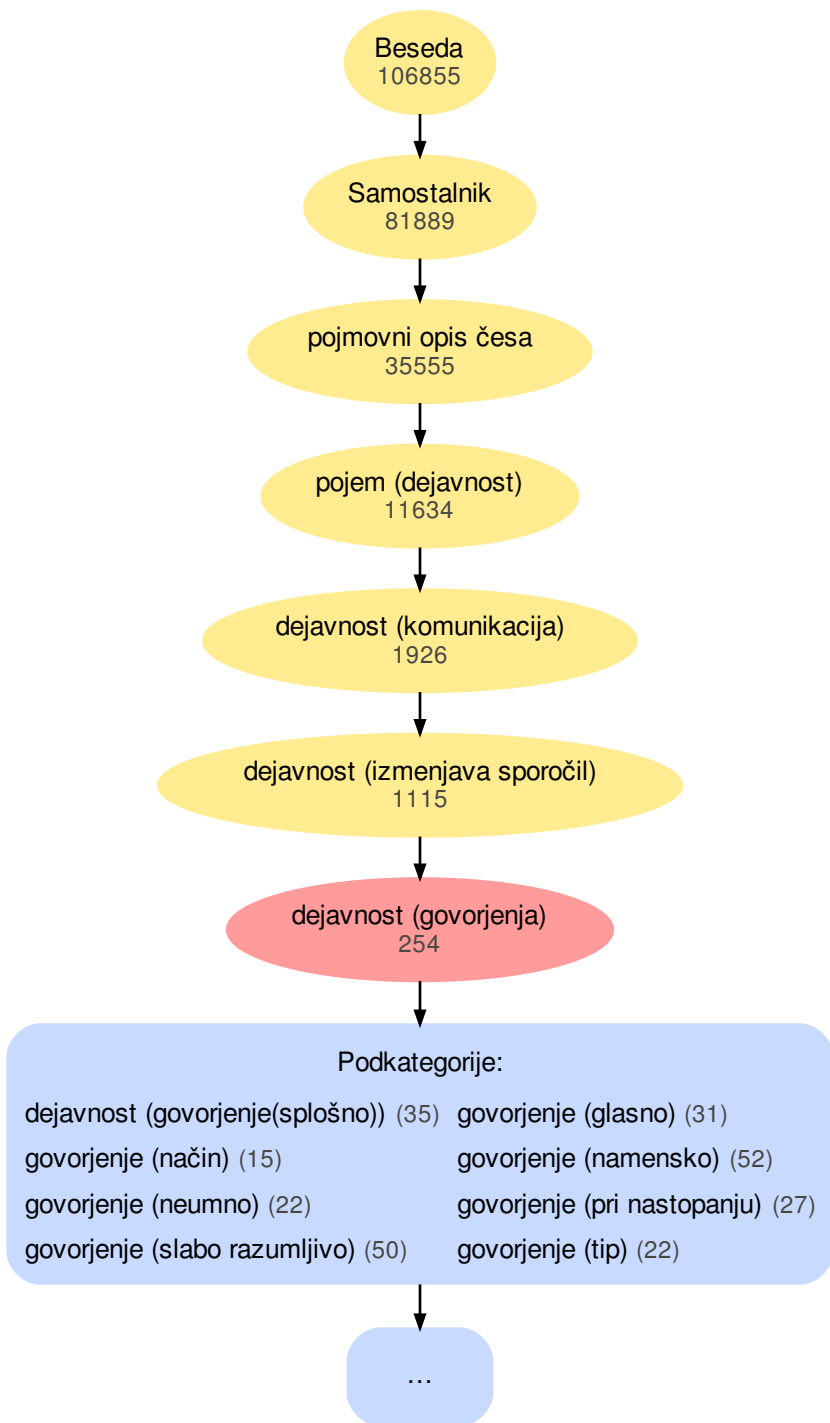 Beseda
106855
Samostalnik
81889
pojmovni opis česa
35555
pojem (dejavnost)
11634
dejavnost (komunikacija)
1926
dejavnost (izmenjava sporočil)
1115
dejavnost (govorjenja)
254
Podkategorije:
dejavnost (govorjenje(splošno)) (35) govorjenje (glasno) (31)
govorjenje (način) (15) govorjenje (namensko) (52)
govorjenje (neumno) (22) govorjenje (pri nastopanju) (27)
govorjenje (slabo razumljivo) (50) govorjenje (tip) (22)
...